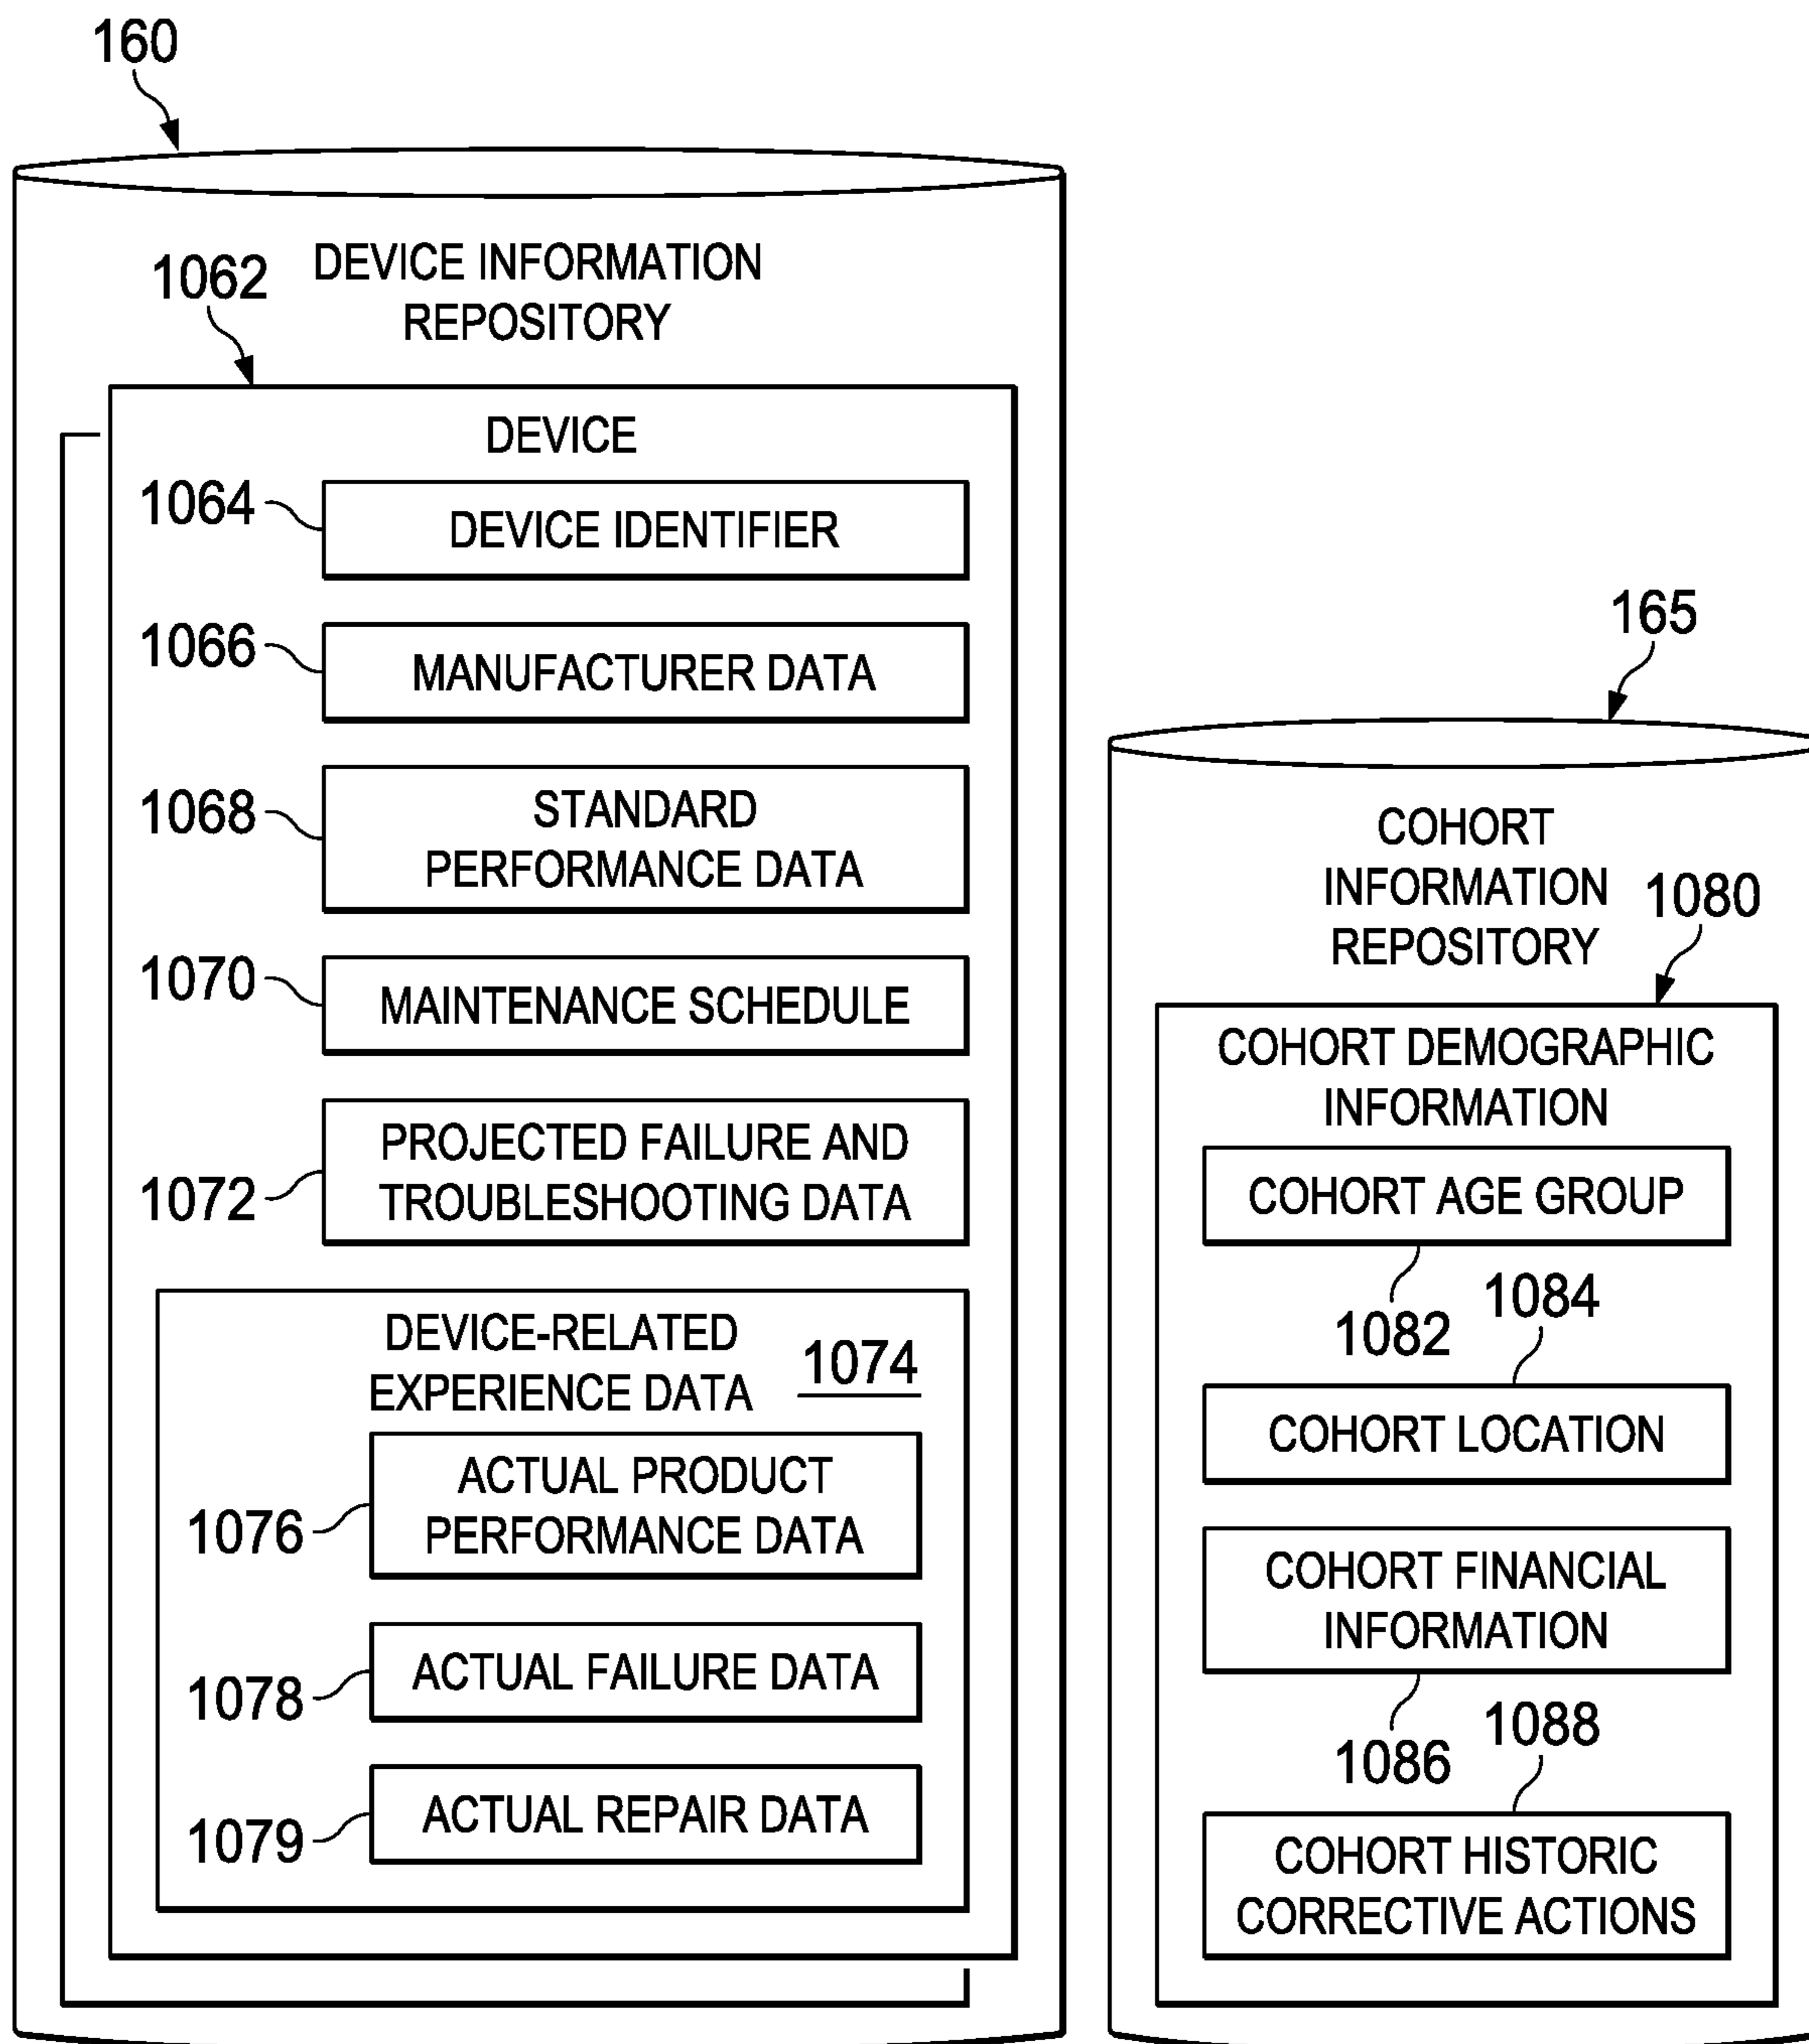 160
DEVICE INFORMATION
REPOSITORY
1062
DEVICE
1064
DEVICE IDENTIFIER
1066
MANUFACTURER DATA
1068
STANDARD
PERFORMANCE DATA
1070
MAINTENANCE SCHEDULE
1072
PROJECTED FAILURE AND
TROUBLESHOOTING DATA
DEVICE-RELATED
EXPERIENCE DATA
1074
1076
ACTUAL PRODUCT
PERFORMANCE DATA
1078
ACTUAL FAILURE DATA
1079
ACTUAL REPAIR DATA
165
COHORT
INFORMATION
REPOSITORY
1080
COHORT DEMOGRAPHIC
INFORMATION
COHORT AGE GROUP
1082
1084
COHORT LOCATION
COHORT FINANCIAL
INFORMATION
1086
1088
COHORT HISTORIC
CORRECTIVE ACTIONS